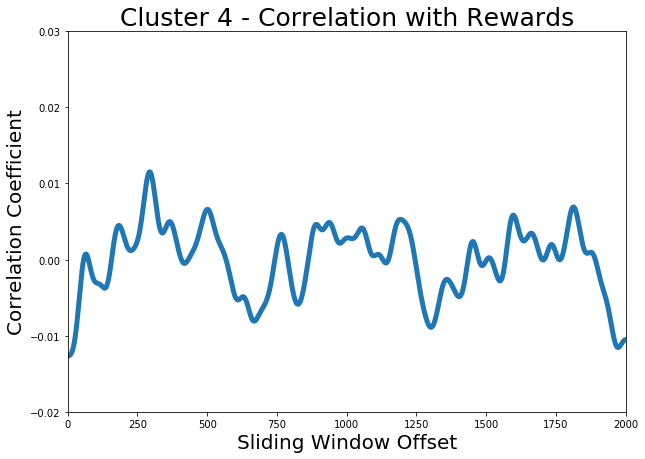 Cluster 4 - Correlation with Rewards
0.03
0.02
0.01
0.00
−0.01
−0.02
Correlation Coefficient
0 250 500 750 1000 1250 1500 1750 2000
Sliding Window Offset